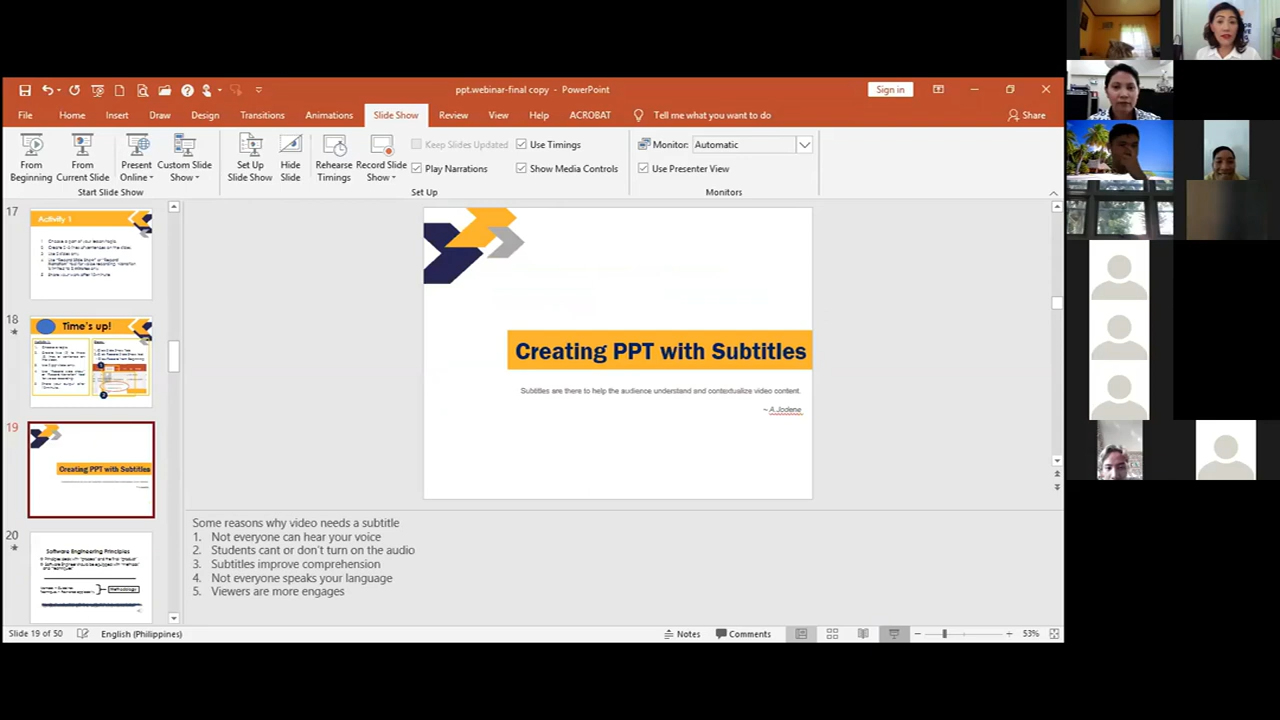 ppt.webinar-final copy - PowerPoint
Sign in
File Home Insert Draw Design Transitions Animations Slide Show Review View Help ACROBAT Tell me what you want to do Share
From Beginning
From Current Slide
Present Online
Custom Slide Show
Set Up Slide Show
Hide Slide
Rehearse Timings
Record Slide Show
Keep Slides Updated
Use Timings
Play Narrations
Show Media Controls
Monitor: Automatic
Use Presenter View
Start Slide Show
Set Up
Monitors
17
Activity 1
18
Time's up!
19
Creating PPT with Subtitles
20
Software Engineering Principles
Methodology
Creating PPT with Subtitles
Subtitles are there to help the audience understand and contextualize video content.
~ A.Jodene
Some reasons why video needs a subtitle
1. Not everyone can hear your voice
2. Students cant or don't turn on the audio
3. Subtitles improve comprehension
4. Not everyone speaks your language
5. Viewers are more engages
Slide 19 of 50 English (Philippines) Notes Comments 53%